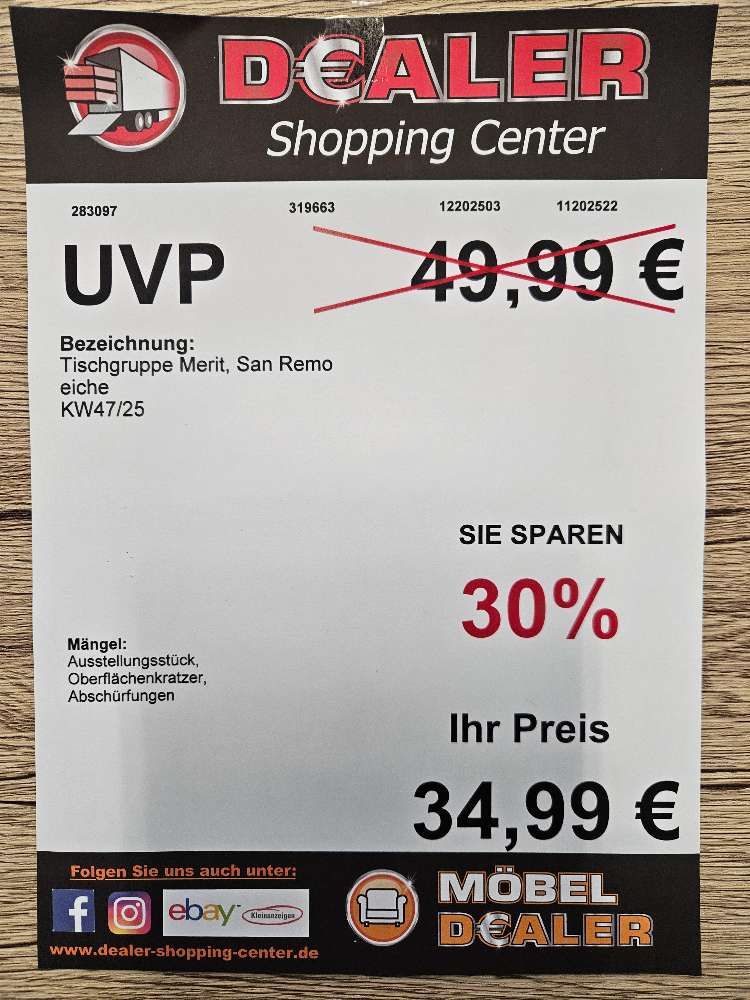 DEALER
Shopping Center
283097 319663 12202503 11202522
UVP 49,99 €
Bezeichnung:
Tischgruppe Merit, San Remo
eiche
KW47/25
SIE SPAREN
30%
Mängel:
Ausstellungsstück,
Oberflächenkratzer,
Abschürfungen
Ihr Preis
34,99 €
Folgen Sie uns auch unter:
f ebay Kleinanzeigen
www.dealer-shopping-center.de
MÖBEL
DEALER